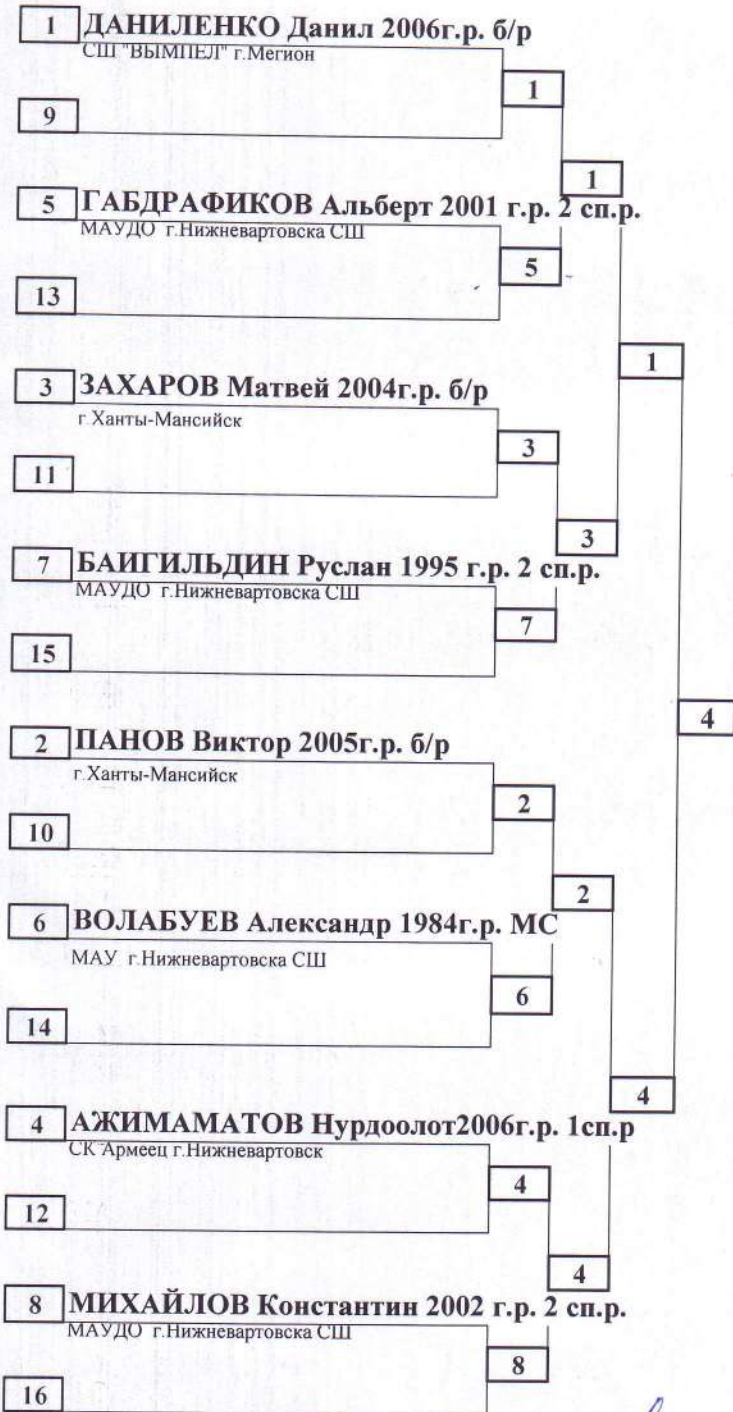 1 ДАНИЛЕНКО Данил 2006г.р. б/р
СШ "ВЫМПЕЛ" г.Мегион
1
9
1
5 ГАБДРАФИКОВ Альберт 2001 г.р. 2 сп.р.
МАУДО г.Нижневартовска СШ
5
13
1
3 ЗАХАРОВ Матвей 2004г.р. б/р
г.Ханты-Мансийск
3
11
3
7 БАИГИЛЬДИН Руслан 1995 г.р. 2 сп.р.
МАУДО г.Нижневартовска СШ
7
15
4
2 ПАНОВ Виктор 2005г.р. б/р
г.Ханты-Мансийск
2
10
2
6 ВОЛАБУЕВ Александр 1984г.р. МС
МАУ г.Нижневартовска СШ
6
14
4
4 АЖИМАМАТОВ Нурдоолот2006г.р. 1сп.р
СК Армеец г.Нижневартовск
4
12
4
8 МИХАЙЛОВ Константин 2002 г.р. 2 сп.р.
МАУДО г.Нижневартовска СШ
8
16